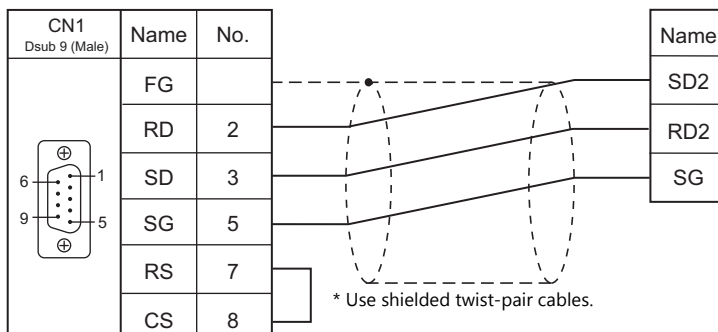 CN1
Dsub 9 (Male)
Name No.
Name
FG
SD2
RD 2
RD2
SD 3
SG
SG 5
RS 7
CS 8
6
1
9
5
* Use shielded twist-pair cables.